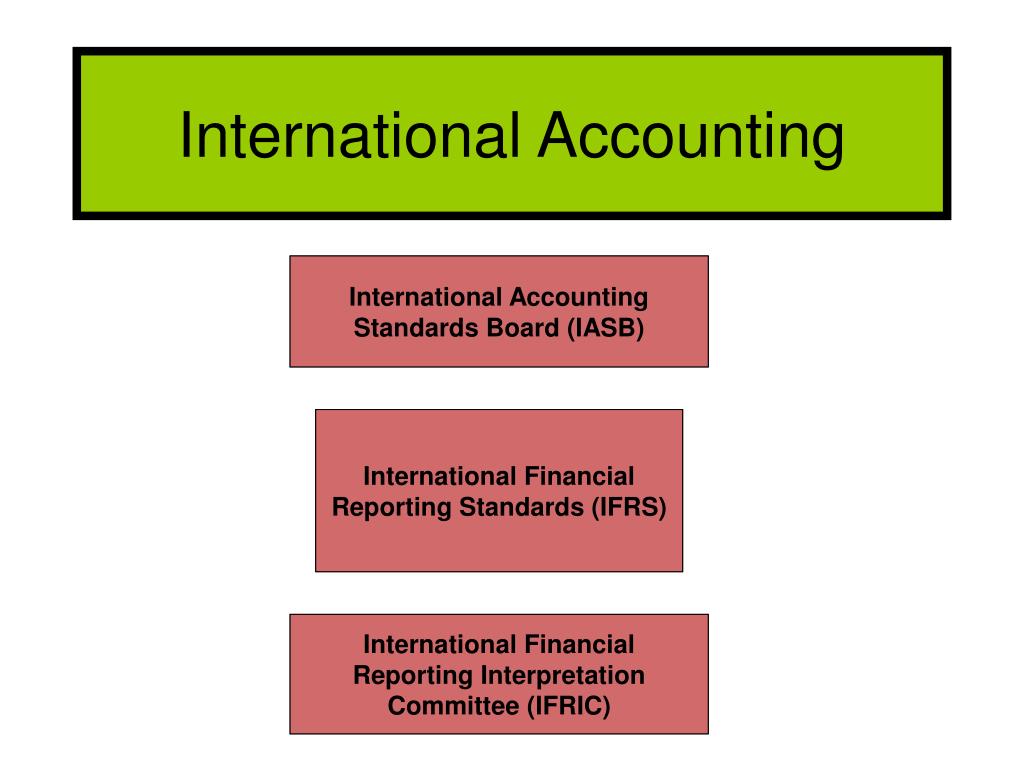 International Accounting
International Accounting
Standards Board (IASB)
International Financial
Reporting Standards (IFRS)
International Financial
Reporting Interpretation
Committee (IFRIC)